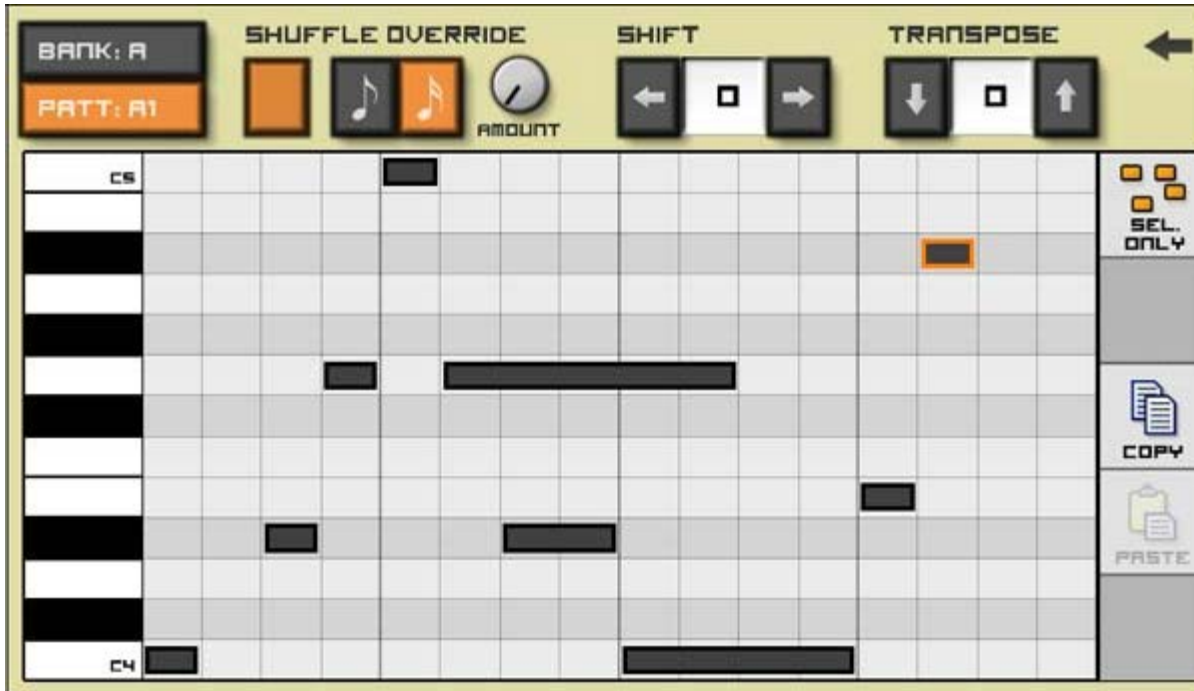 BANK: A
PATT: A1
SHUFFLE OVERRIDE
AMOUNT
SHIFT
0
TRANSPOSE
0
C5
C4
SEL.
ONLY
COPY
PASTE